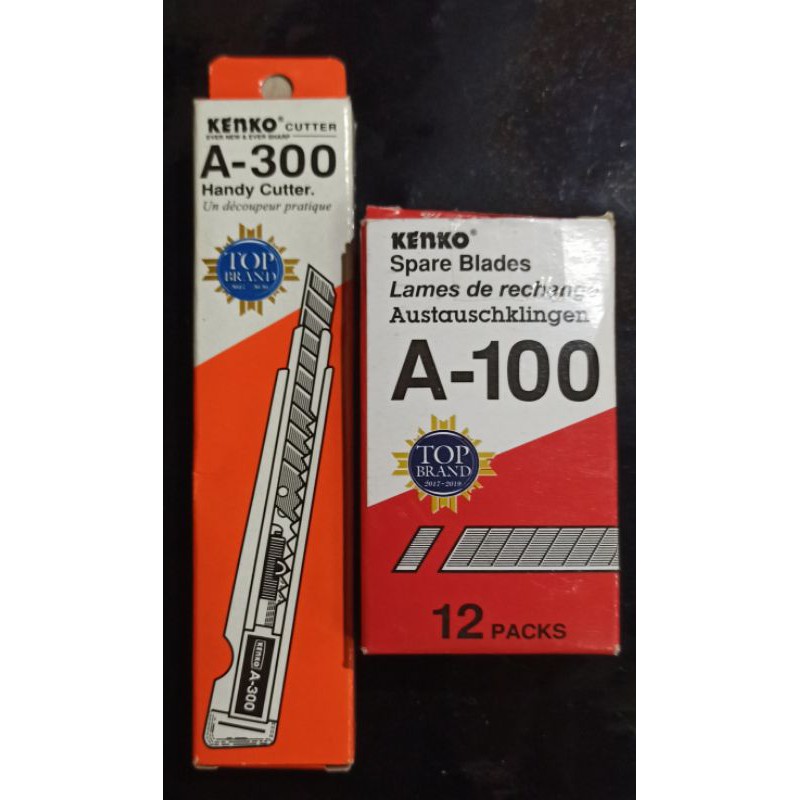 KENKO® CUTTER
EVER NEW & EVER SHARP
A-300
Handy Cutter.
Un découpeur pratique
TOP
BRAND
KENKO
A-300
KENKO®
Spare Blades
Lames de rechange
Austauschklingen
A-100
TOP
BRAND
2017-2019
12 PACKS